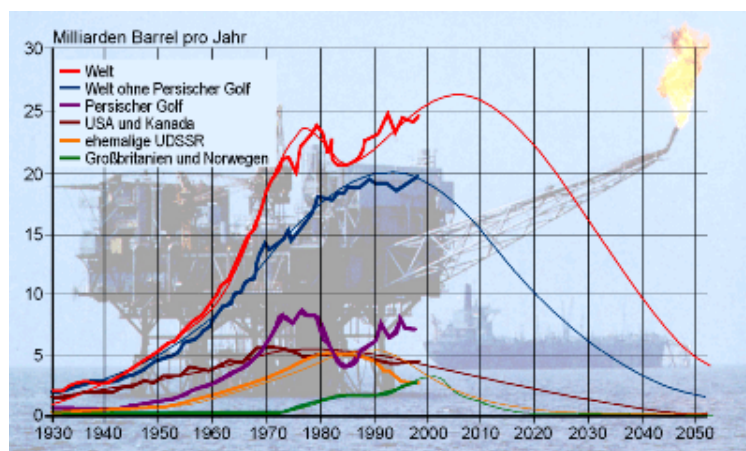 Milliarden Barrel pro Jahr
30
Welt
Welt ohne Persischer Golf
25
Persischer Golf
USA und Kanada
ehemalige UDSSR
Großbritanien und Norwegen
20
15
10
5
0
1930 1940 1950 1960 1970 1980 1990 2000 2010 2020 2030 2040 2050